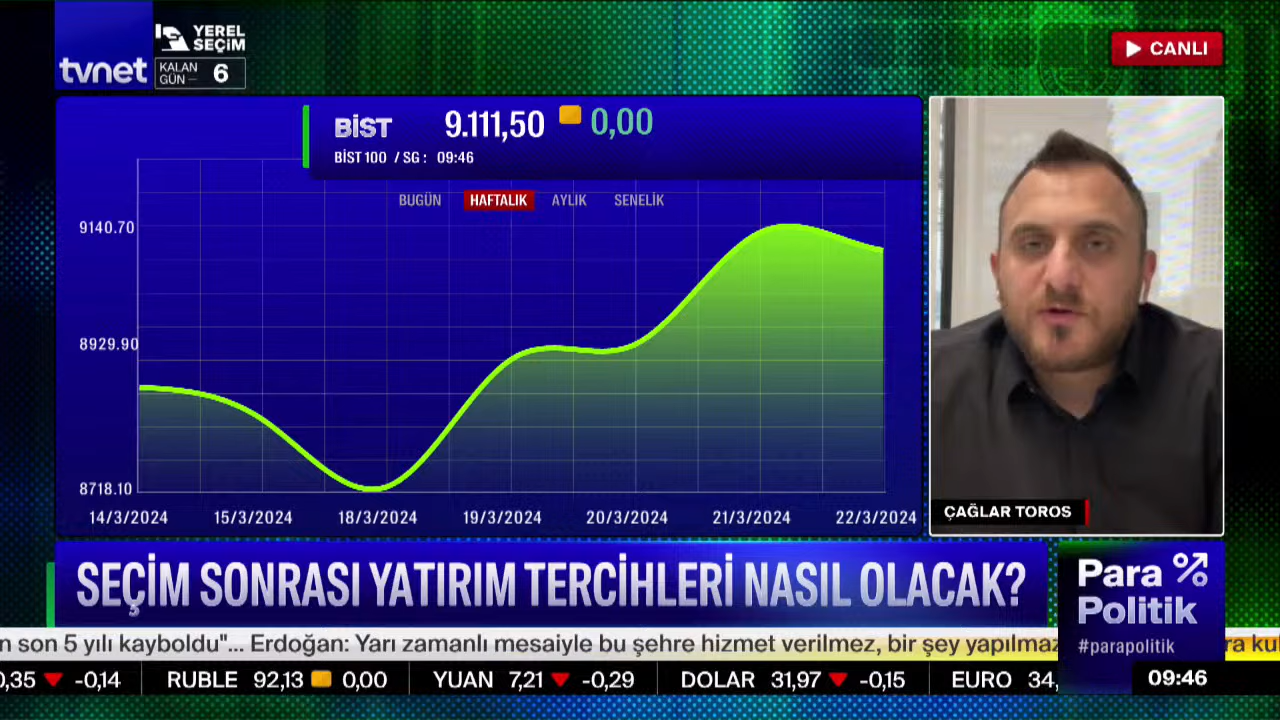 tvnet
YEREL
SEÇİM
KALAN
GÜN
6
CANLI
BİST 9.111,50 0,00
BİST 100 / SG : 09:46
BUGÜN HAFTALIK AYLIK SENELİK
9140.70
8929.90
8718.10
14/3/2024 15/3/2024 18/3/2024 19/3/2024 20/3/2024 21/3/2024 22/3/2024
ÇAĞLAR TOROS
SEÇİM SONRASI YATIRIM TERCİHLERİ NASIL OLACAK?
Para %
Politik
#parapolitik
n son 5 yılı kayboldu"... Erdoğan: Yarı zamanlı mesaiyle bu şehre hizmet verilmez, bir şey yapılmaz
ra ku
0,35 -0,14 RUBLE 92,13 0,00 YUAN 7,21 -0,29 DOLAR 31,97 -0,15 EURO 34,
09:46